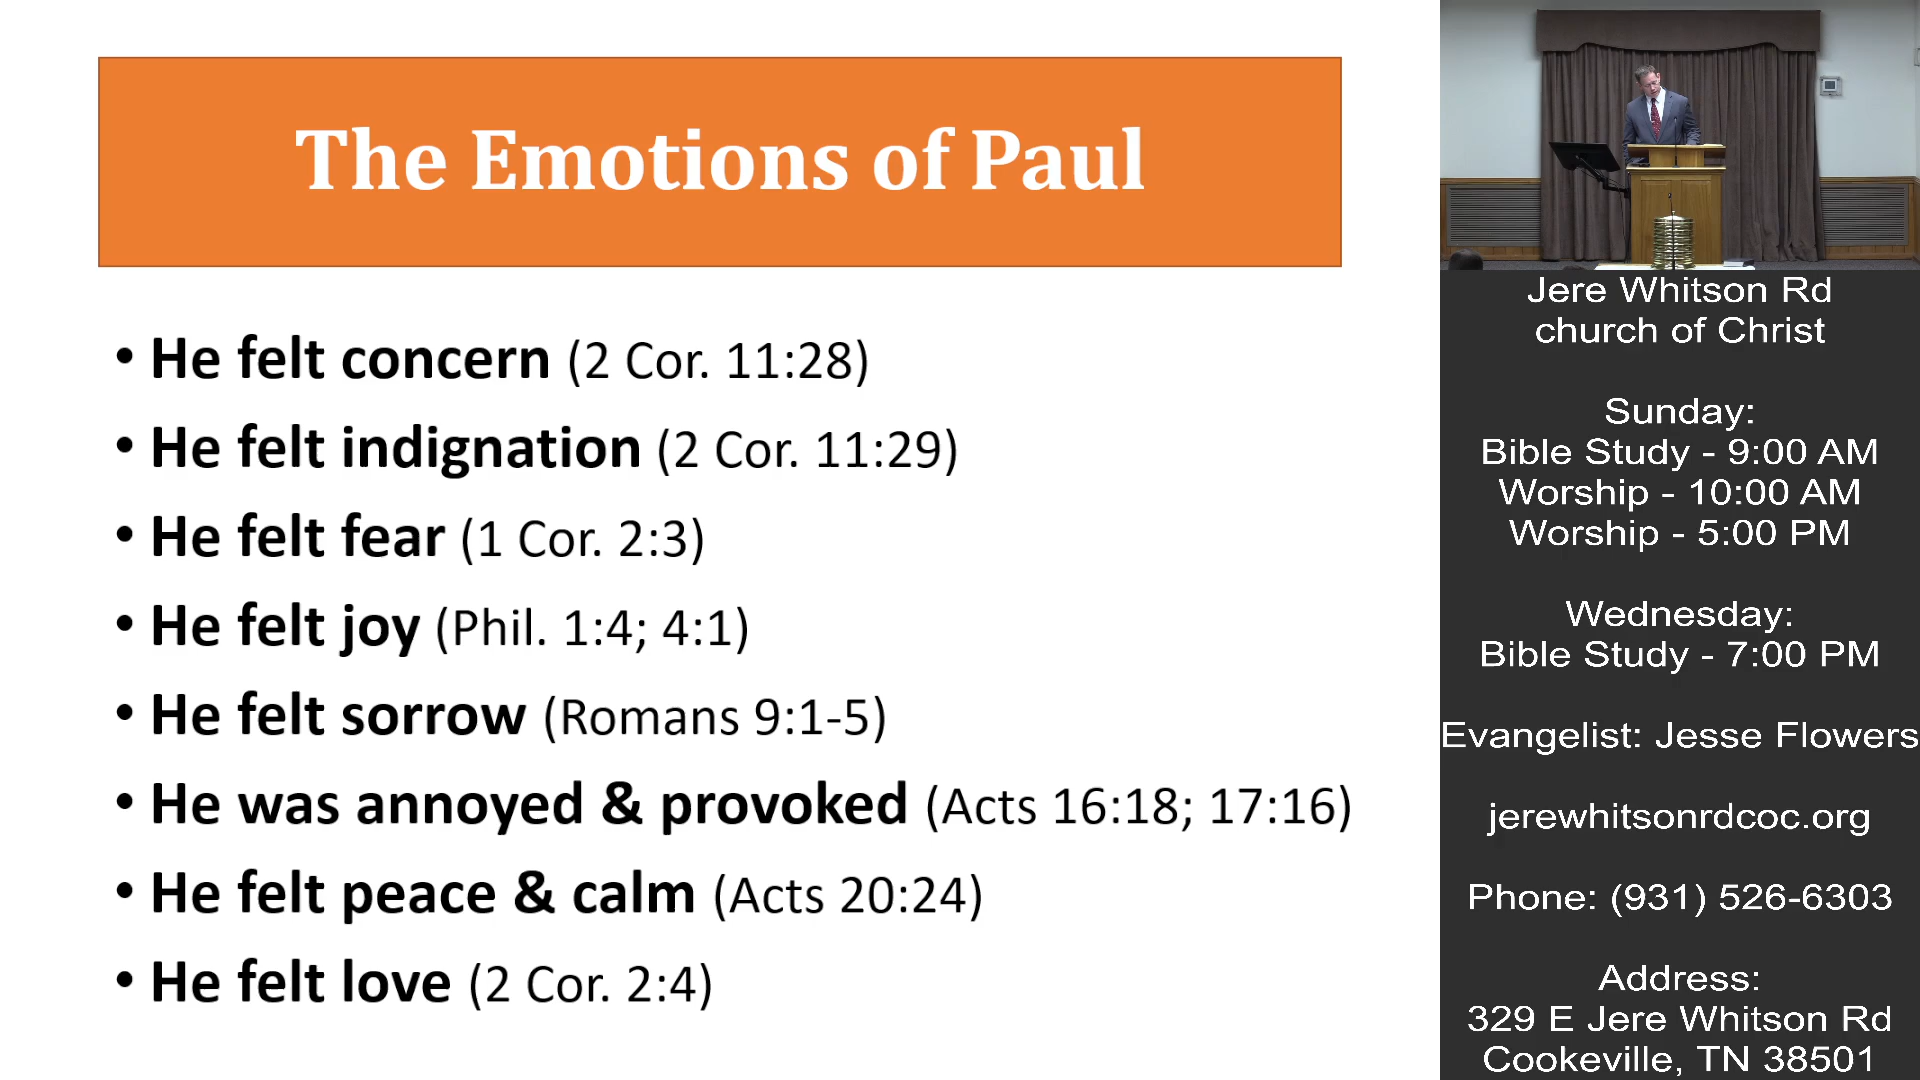 The Emotions of Paul
• He felt concern (2 Cor. 11:28)
• He felt indignation (2 Cor. 11:29)
• He felt fear (1 Cor. 2:3)
• He felt joy (Phil. 1:4; 4:1)
• He felt sorrow (Romans 9:1-5)
• He was annoyed & provoked (Acts 16:18; 17:16)
• He felt peace & calm (Acts 20:24)
• He felt love (2 Cor. 2:4)
Jere Whitson Rd
church of Christ
Sunday:
Bible Study - 9:00 AM
Worship - 10:00 AM
Worship - 5:00 PM
Wednesday:
Bible Study - 7:00 PM
Evangelist: Jesse Flowers
jerewhitsonrdcoc.org
Phone: (931) 526-6303
Address:
329 E Jere Whitson Rd
Cookeville, TN 38501